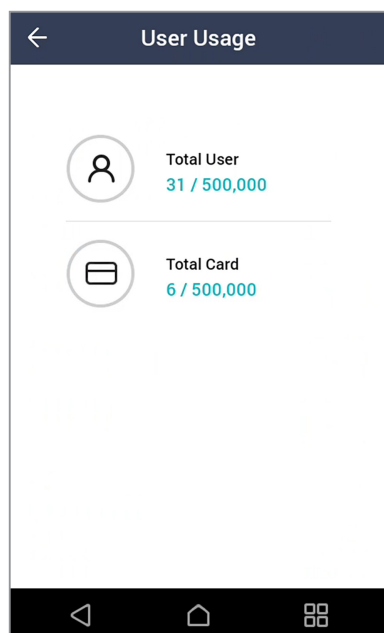 User Usage
Total User
31 / 500,000
Total Card
6 / 500,000